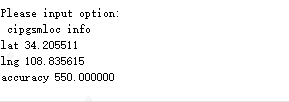 Please input option:
cipgsmloc info
lat 34.205511
lng 108.835615
accuracy 550.000000